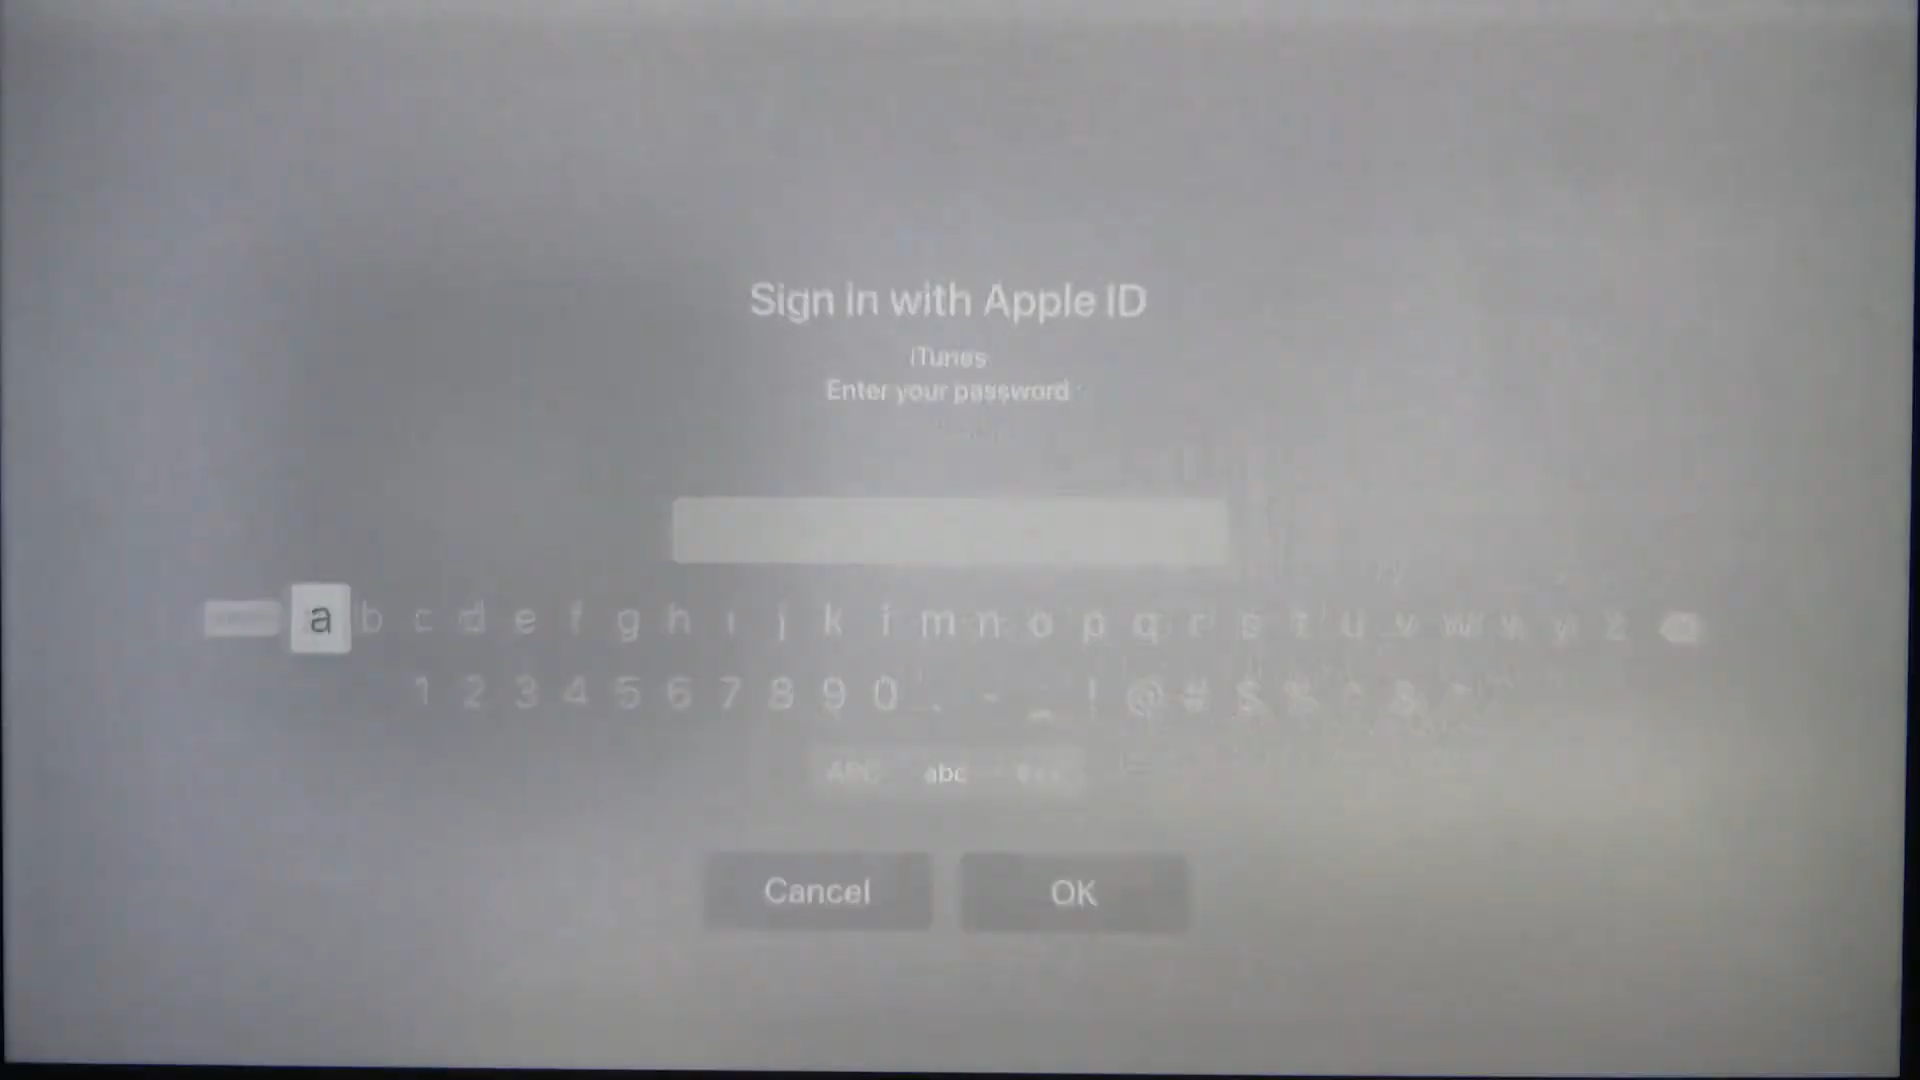 Sign in with Apple ID
iTunes
Enter your password
a b c d e f g h i j k l m n o p q r s t u v w x y z
1 2 3 4 5 6 7 8 9 0 . - _ ! @ # $ % ^ &
ABC abc
Cancel OK